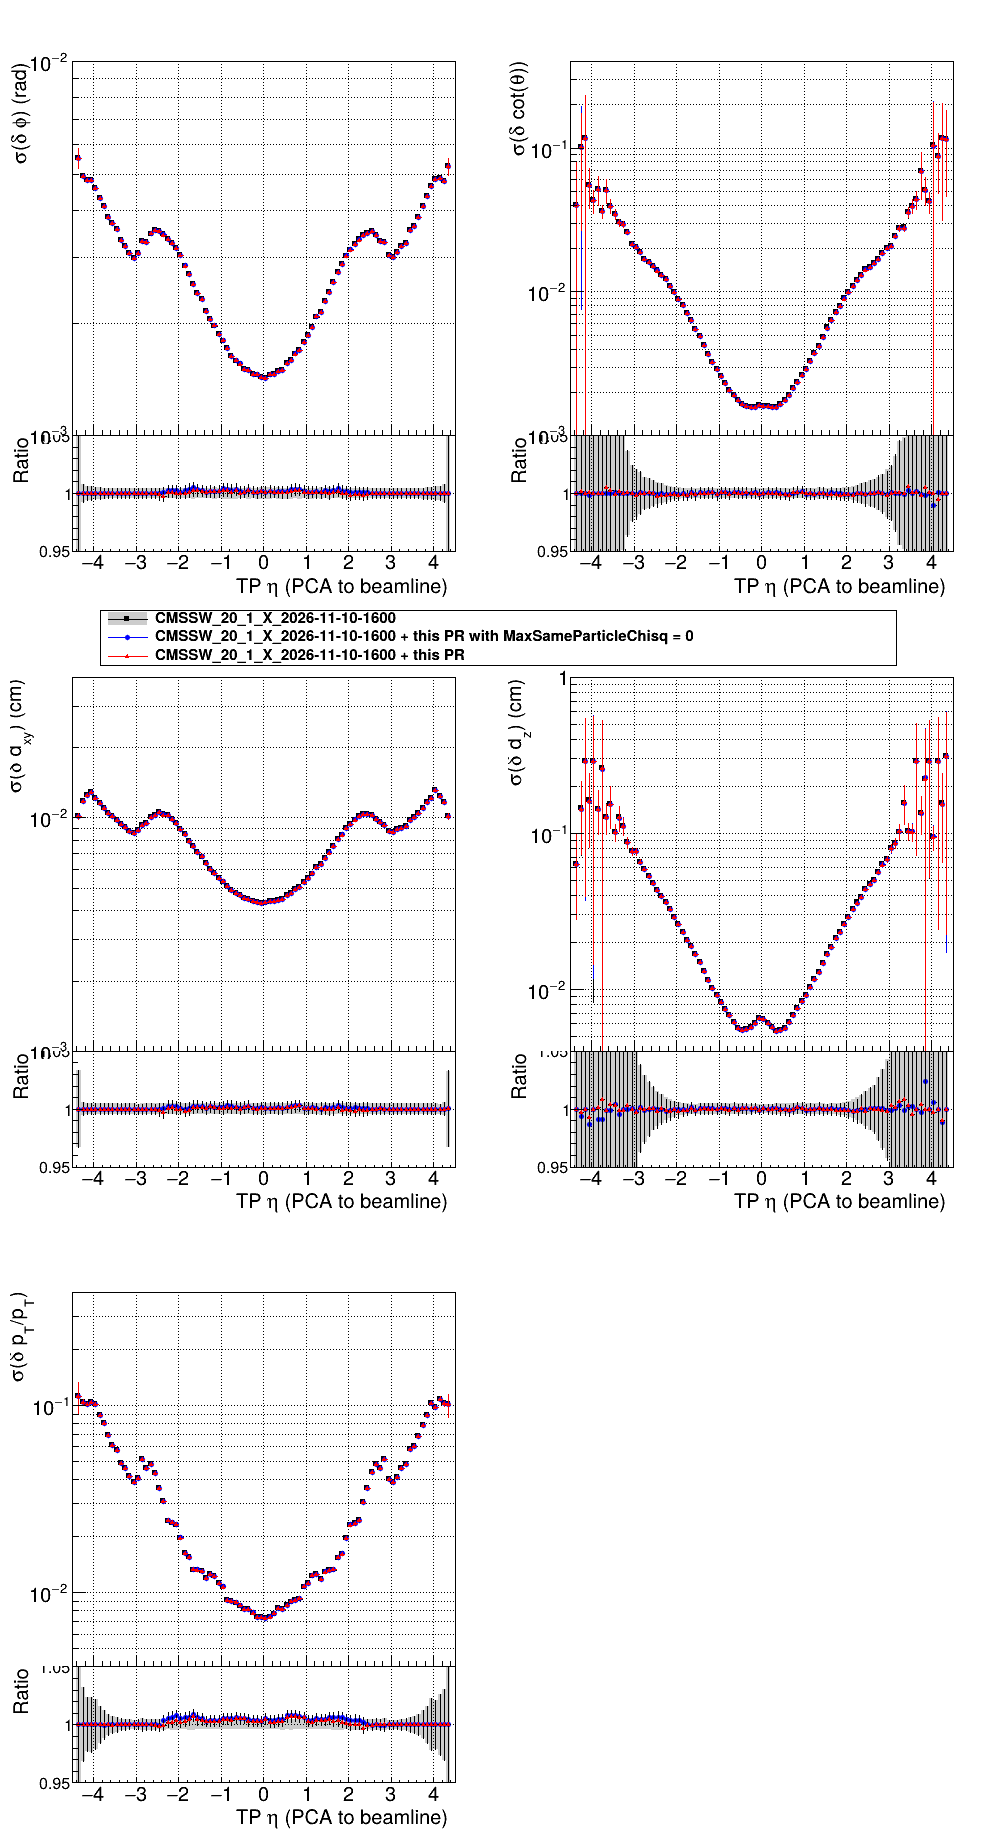 σ(δ φ) (rad)
10⁻²
10⁻³
1.05
Ratio
1
0.95
−4 −3 −2 −1 0 1 2 3 4
TP η (PCA to beamline)
σ(δ cot(θ))
10⁻¹
10⁻²
10⁻³
Ratio
1
0.95
−4 −3 −2 −1 0 1 2 3 4
TP η (PCA to beamline)
CMSSW_20_1_X_2026-11-10-1600
CMSSW_20_1_X_2026-11-10-1600 + this PR with MaxSameParticleChisq = 0
CMSSW_20_1_X_2026-11-10-1600 + this PR
σ(δ d_xy) (cm)
10⁻²
10⁻³
Ratio
1
0.95
−4 −3 −2 −1 0 1 2 3 4
TP η (PCA to beamline)
σ(δ d_z) (cm)
1
10⁻¹
10⁻²
1.05
Ratio
1
0.95
−4 −3 −2 −1 0 1 2 3 4
TP η (PCA to beamline)
σ(δ p_T/p_T)
10⁻¹
10⁻²
1.05
Ratio
1
0.95
−4 −3 −2 −1 0 1 2 3 4
TP η (PCA to beamline)